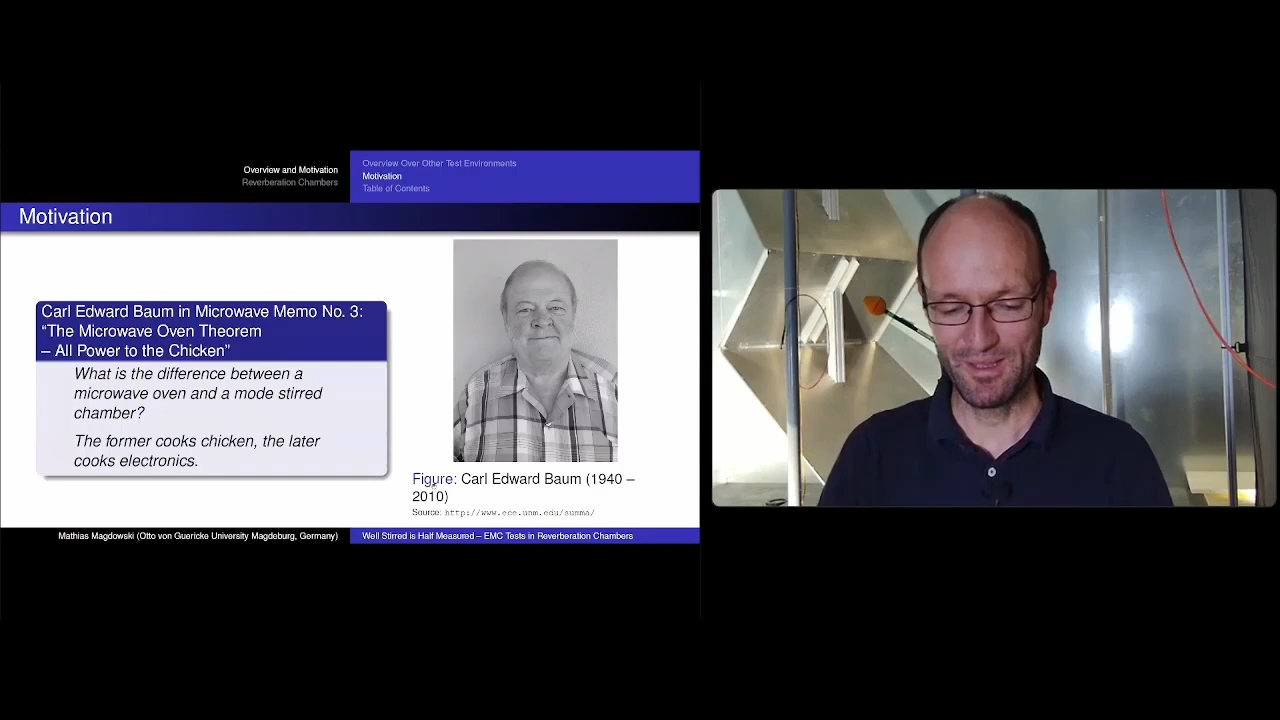 Overview and Motivation
Reverberation Chambers
Overview Over Other Test Environments
Motivation
Table of Contents
Motivation
Carl Edward Baum in Microwave Memo No. 3:
“The Microwave Oven Theorem
– All Power to the Chicken”
What is the difference between a
microwave oven and a mode stirred
chamber?
The former cooks chicken, the later
cooks electronics.
Figure: Carl Edward Baum (1940 –
2010)
Source: http://www.ece.unm.edu/summa/
Mathias Magdowski (Otto von Guericke University Magdeburg, Germany)
Well Stirred is Half Measured – EMC Tests in Reverberation Chambers